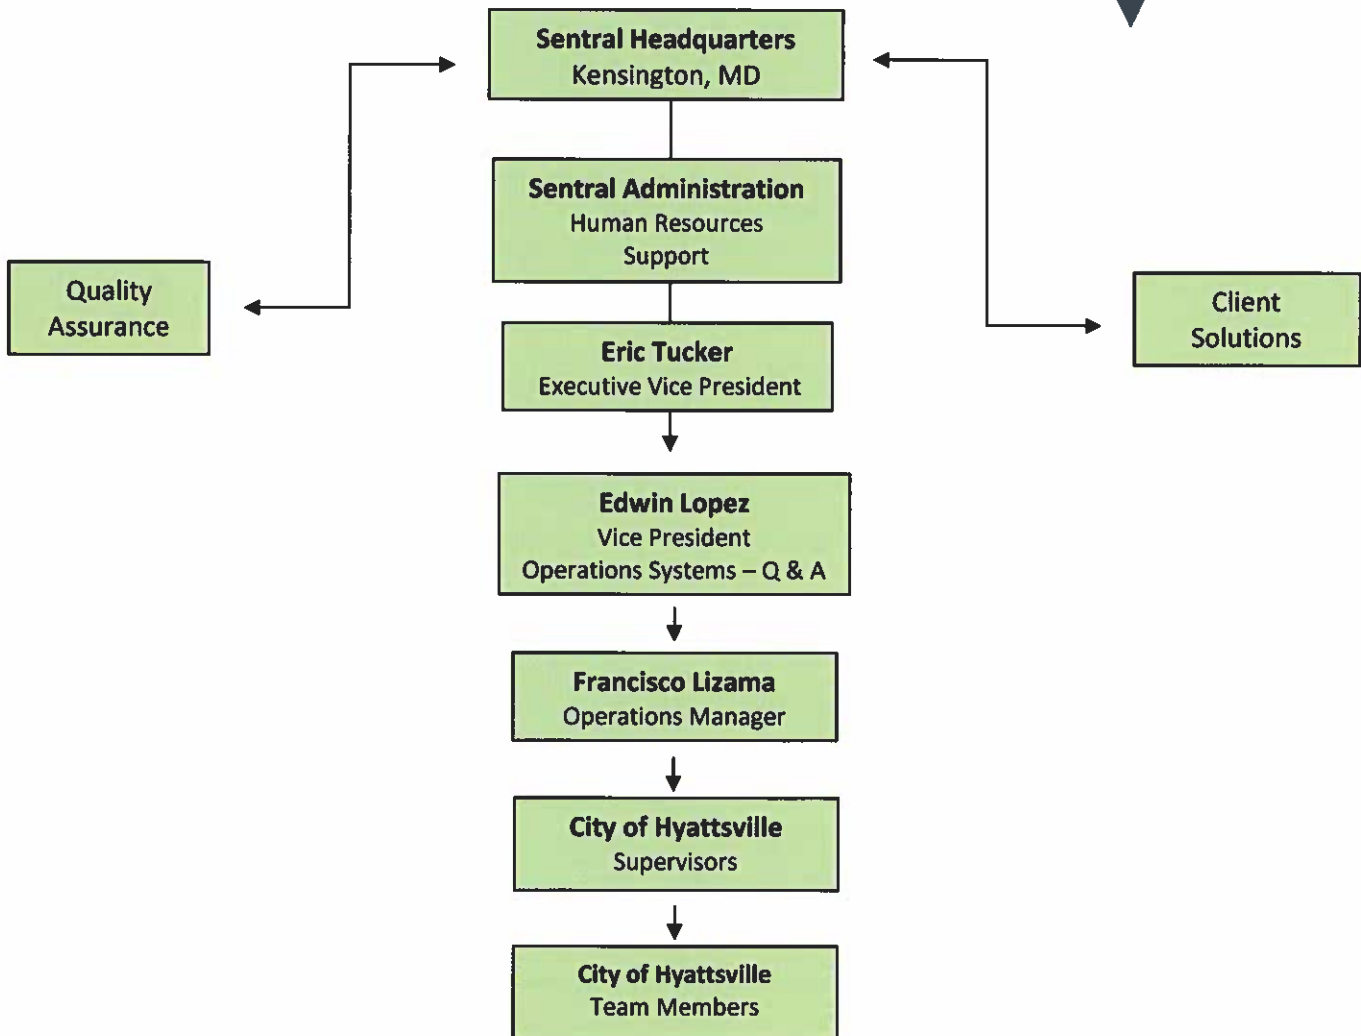 Sentral Headquarters
Kensington, MD
Sentral Administration
Human Resources
Support
Quality
Assurance
Client
Solutions
Eric Tucker
Executive Vice President
Edwin Lopez
Vice President
Operations Systems – Q & A
Francisco Lizama
Operations Manager
City of Hyattsville
Supervisors
City of Hyattsville
Team Members